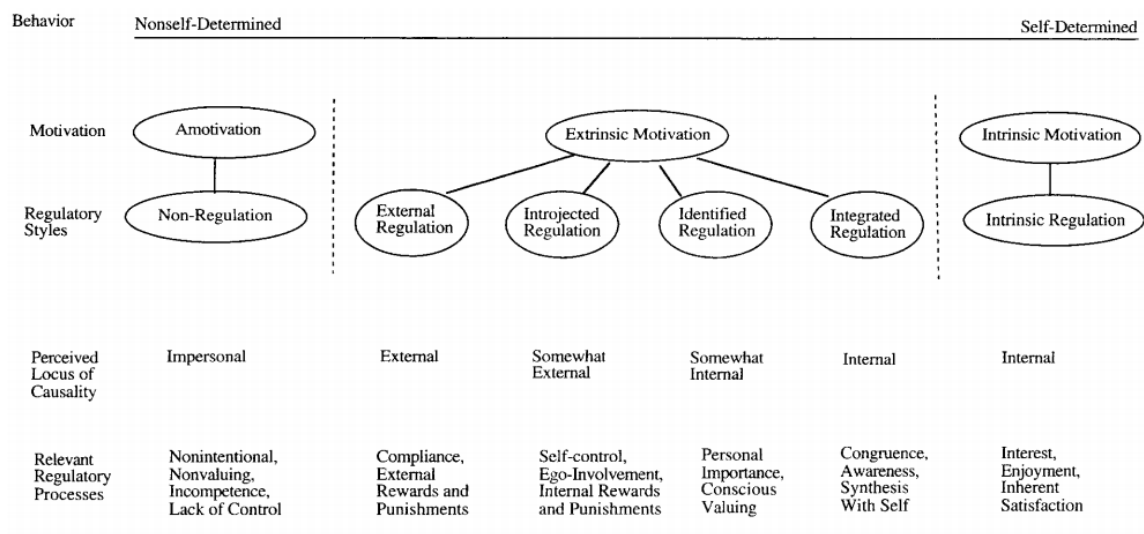 Behavior
Nonself-Determined
Self-Determined
Motivation
Amotivation
Extrinsic Motivation
Intrinsic Motivation
Regulatory
Styles
Non-Regulation
External
Regulation
Introjected
Regulation
Identified
Regulation
Integrated
Regulation
Intrinsic Regulation
Perceived
Locus of
Causality
Impersonal
External
Somewhat
External
Somewhat
Internal
Internal
Internal
Relevant
Regulatory
Processes
Nonintentional,
Nonvaluing,
Incompetence,
Lack of Control
Compliance,
External
Rewards and
Punishments
Self-control,
Ego-Involvement,
Internal Rewards
and Punishments
Personal
Importance,
Conscious
Valuing
Congruence,
Awareness,
Synthesis
With Self
Interest,
Enjoyment,
Inherent
Satisfaction